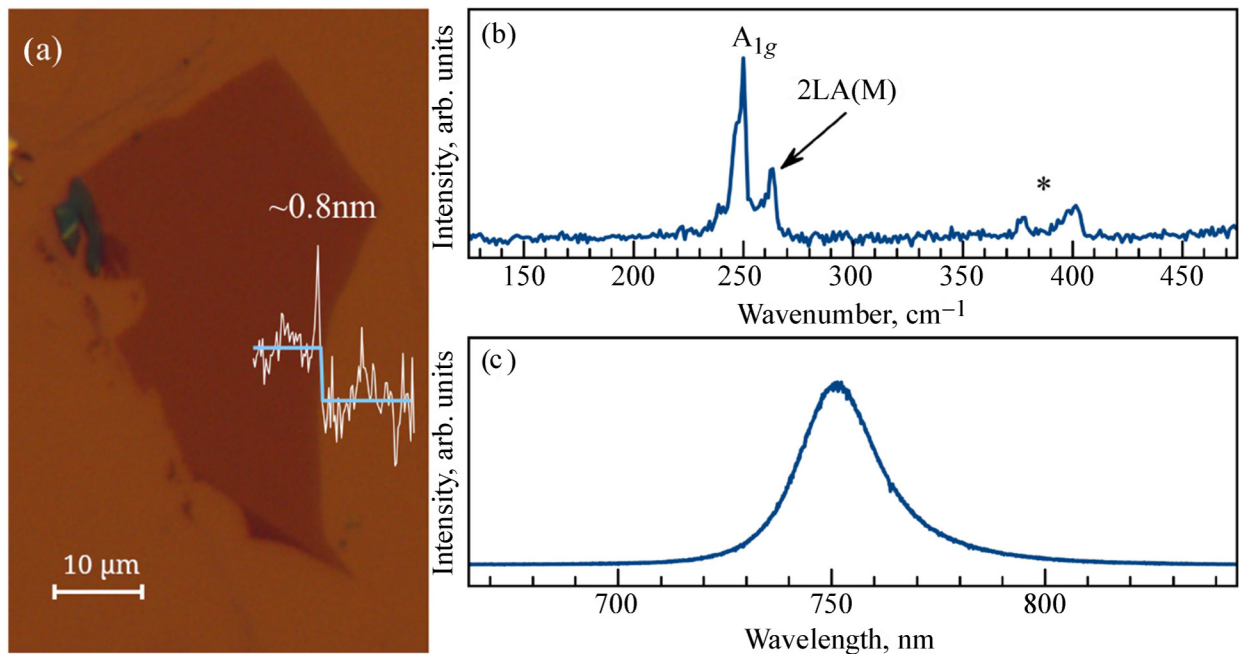 (a)
~0.8nm
10 µm
(b)
A1g
2LA(M)
*
Intensity, arb. units
150 200 250 300 350 400 450
Wavenumber, cm−1
(c)
Intensity, arb. units
700 750 800
Wavelength, nm